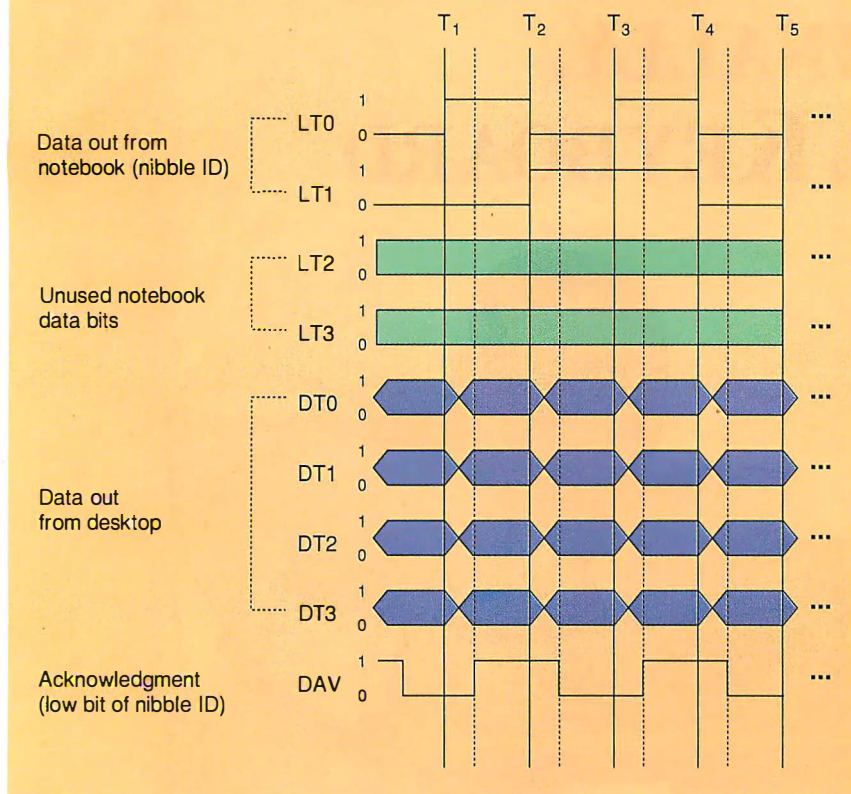 T1 T2 T3 T4 T5
Data out from
notebook (nibble ID)
LT0 1 0 ...
LT1 1 0 ...
Unused notebook
data bits
LT2 1 0 ...
LT3 1 0 ...
Data out
from desktop
DT0 1 0 ...
DT1 1 0 ...
DT2 1 0 ...
DT3 1 0 ...
Acknowledgment
(low bit of nibble ID)
DAV 1 0 ...